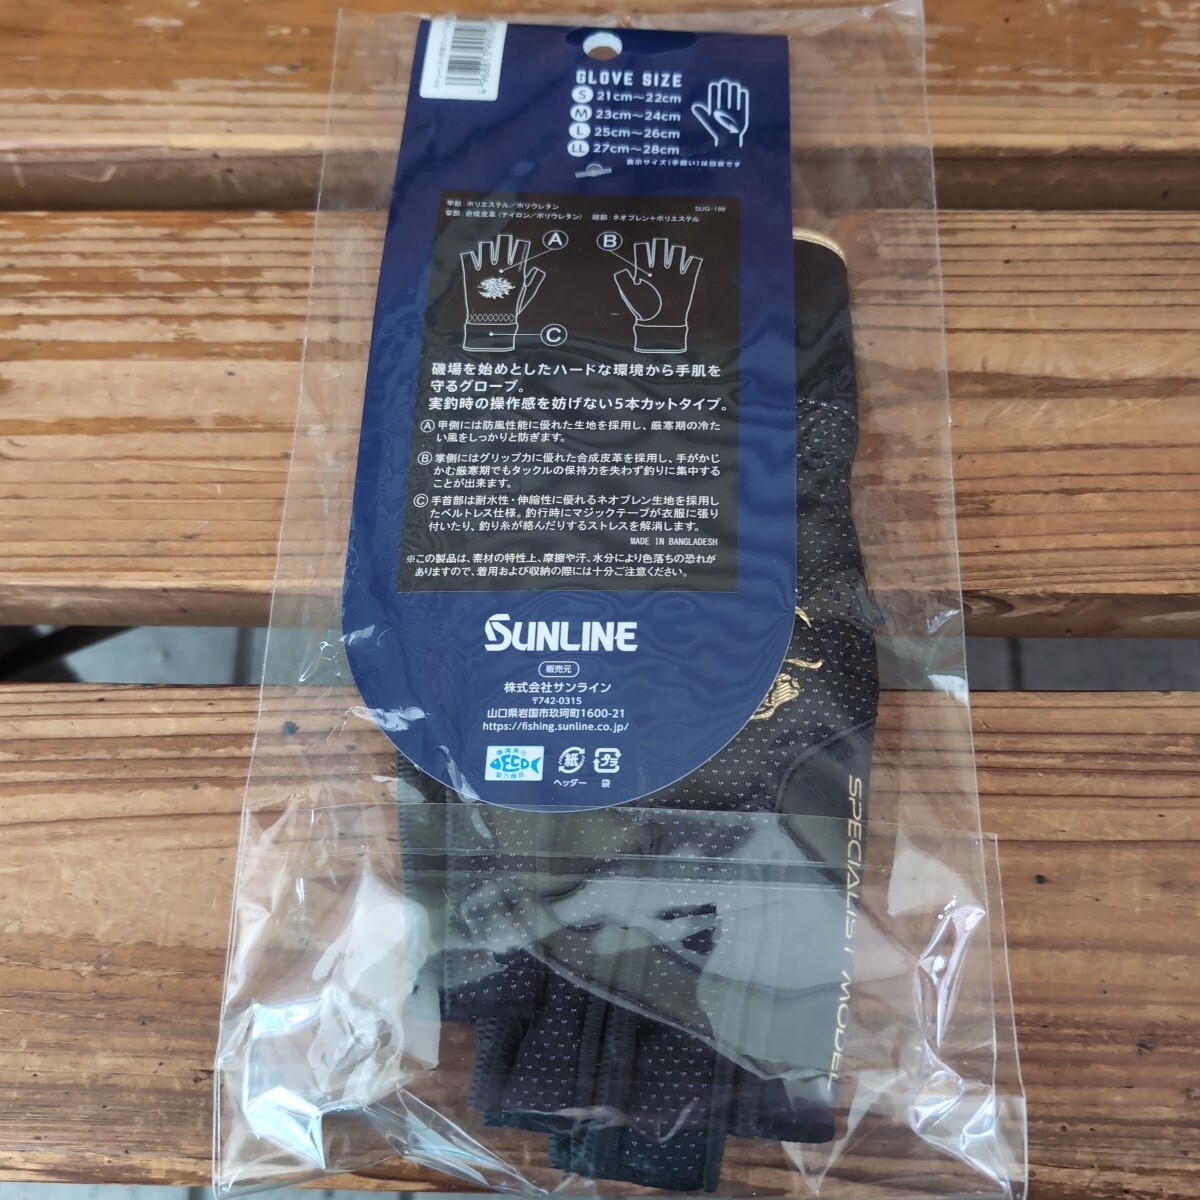 GLOVE SIZE
S 21cm～22cm
M 23cm～24cm
L 25cm～26cm
LL 27cm～28cm
表示サイズ(手囲い)は目安です
甲部:ポリエステル/ポリウレタン
SUG-199
掌部:合成皮革(ナイロン/ポリウレタン) 裾部:ネオプレン+ポリエステル
A
B
C
磯場を始めとしたハードな環境から手肌を
守るグローブ。
実釣時の操作感を妨げない5本カットタイプ。
A 甲側には防風性能に優れた生地を採用し、厳寒期の冷た
い風をしっかりと防ぎます。
B 掌側にはグリップ力に優れた合成皮革を採用し、手がかじ
かむ厳寒期でもタックルの保持力を失わず釣りに集中する
ことが出来ます。
C 手首部は耐水性・伸縮性に優れるネオプレン生地を採用し
たベルトレス仕様。釣行時にマジックテープが衣服に張り
付いたり、釣り糸が絡んだりするストレスを解消します。
MADE IN BANGLADESH
※この製品は、素材の特性上、摩擦や汗、水分により色落ちの恐れが
ありますので、着用および収納の際には十分ご注意ください。
SUNLINE
販売元
株式会社サンライン
〒742-0315
山口県岩国市玖珂町1600-21
https://fishing.sunline.co.jp/
ECO
紙
プラ
ヘッダー 袋
SPECIALIST MODEL